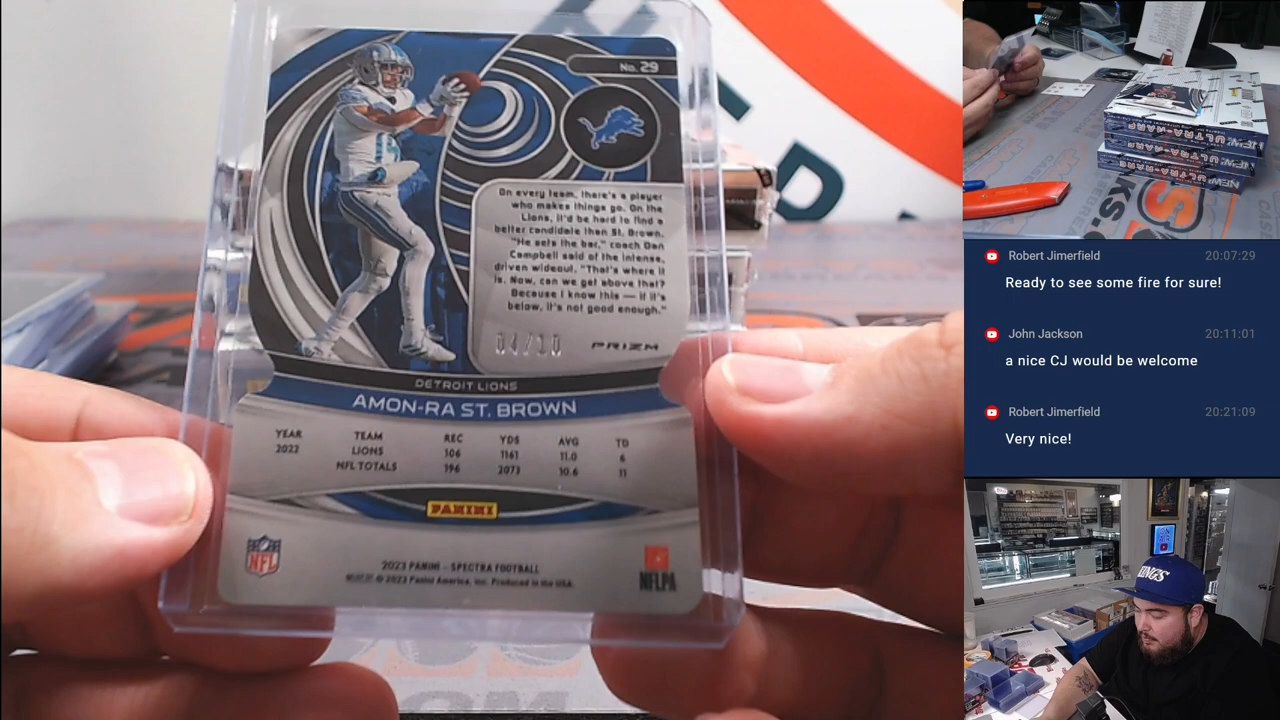 No. 29
On every team, there's a player
who makes things go. On the
Lions, it'd be hard to find a
better candidate than St. Brown.
"He sets the bar," coach Dan
Campbell said of the intense,
driven wideout. "That's where it
is. Now, can we get above that?
Because I know this — if it's
below, it's not good enough."
04/10
PRIZM
DETROIT LIONS
AMON-RA ST. BROWN
YEAR TEAM REC YDS AVG TD
2022 LIONS 106 1161 11.0 6
NFL TOTALS 196 2073 10.6 11
PANINI
NFL
NFLPA
2023 PANINI – SPECTRA FOOTBALL
© 2023 Panini America, Inc. Produced in the USA.
ULTRA-RARE
Robert Jimerfield 20:07:29
Ready to see some fire for sure!
John Jackson 20:11:01
a nice CJ would be welcome
Robert Jimerfield 20:21:09
Very nice!